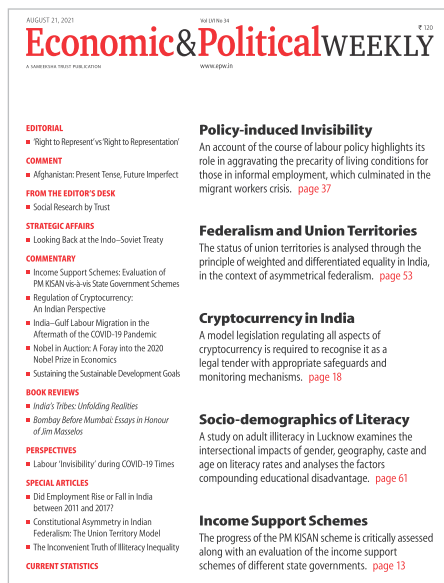 AUGUST 21, 2021
Vol LVI No 34
₹ 120
Economic&PoliticalWEEKLY
A SAMEEKSHA TRUST PUBLICATION
www.epw.in
EDITORIAL
'Right to Represent' vs 'Right to Representation'
COMMENT
Afghanistan: Present Tense, Future Imperfect
FROM THE EDITOR'S DESK
Social Research by Trust
STRATEGIC AFFAIRS
Looking Back at the Indo–Soviet Treaty
COMMENTARY
Income Support Schemes: Evaluation of
PM KISAN vis-à-vis State Government Schemes
Regulation of Cryptocurrency:
An Indian Perspective
India–Gulf Labour Migration in the
Aftermath of the COVID-19 Pandemic
Nobel in Auction: A Foray into the 2020
Nobel Prize in Economics
Sustaining the Sustainable Development Goals
BOOK REVIEWS
India's Tribes: Unfolding Realities
Bombay Before Mumbai: Essays in Honour
of Jim Masselos
PERSPECTIVES
Labour 'Invisibility' during COVID-19 Times
SPECIAL ARTICLES
Did Employment Rise or Fall in India
between 2011 and 2017?
Constitutional Asymmetry in Indian
Federalism: The Union Territory Model
The Inconvenient Truth of Illiteracy Inequality
CURRENT STATISTICS
Policy-induced Invisibility
An account of the course of labour policy highlights its
role in aggravating the precarity of living conditions for
those in informal employment, which culminated in the
migrant workers crisis. page 37
Federalism and Union Territories
The status of union territories is analysed through the
principle of weighted and differentiated equality in India,
in the context of asymmetrical federalism. page 53
Cryptocurrency in India
A model legislation regulating all aspects of
cryptocurrency is required to recognise it as a
legal tender with appropriate safeguards and
monitoring mechanisms. page 18
Socio-demographics of Literacy
A study on adult illiteracy in Lucknow examines the
intersectional impacts of gender, geography, caste and
age on literacy rates and analyses the factors
compounding educational disadvantage. page 61
Income Support Schemes
The progress of the PM KISAN scheme is critically assessed
along with an evaluation of the income support
schemes of different state governments. page 13